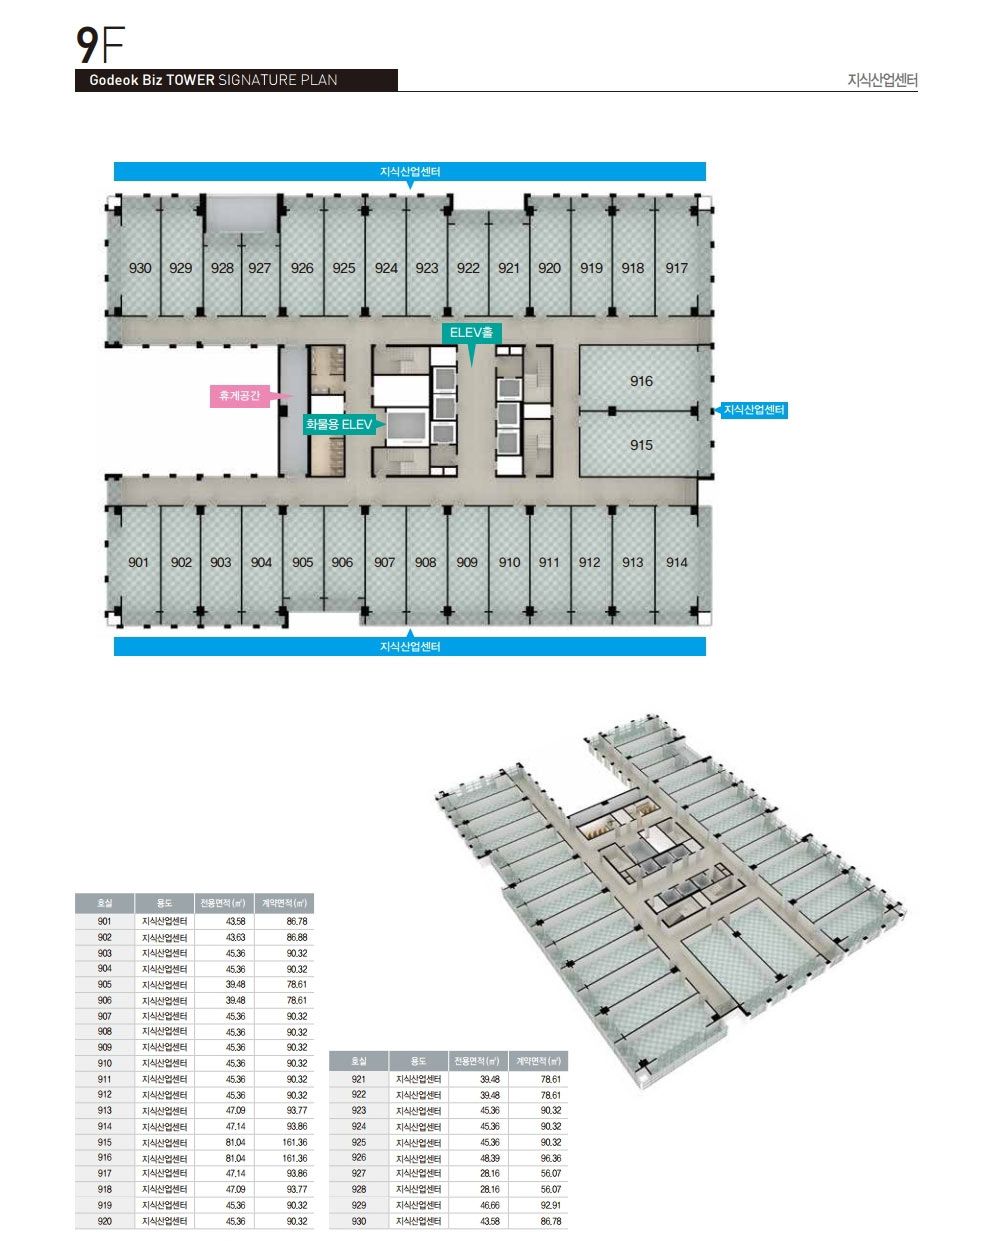 9F
Godeok Biz TOWER SIGNATURE PLAN
지식산업센터
지식산업센터
930 929 928 927 926 925 924 923 922 921 920 919 918 917
ELEV홀
916
휴게공간
지식산업센터
화물용 ELEV
915
901 902 903 904 905 906 907 908 909 910 911 912 913 914
지식산업센터
호실 용도 전용면적 (㎡) 계약면적 (㎡)
901 지식산업센터 43.58 86.78
902 지식산업센터 43.63 86.88
903 지식산업센터 45.36 90.32
904 지식산업센터 45.36 90.32
905 지식산업센터 39.48 78.61
906 지식산업센터 39.48 78.61
907 지식산업센터 45.36 90.32
908 지식산업센터 45.36 90.32
909 지식산업센터 45.36 90.32
910 지식산업센터 45.36 90.32
911 지식산업센터 45.36 90.32
912 지식산업센터 45.36 90.32
913 지식산업센터 47.09 93.77
914 지식산업센터 47.14 93.86
915 지식산업센터 81.04 161.36
916 지식산업센터 81.04 161.36
917 지식산업센터 47.14 93.86
918 지식산업센터 47.09 93.77
919 지식산업센터 45.36 90.32
920 지식산업센터 45.36 90.32
호실 용도 전용면적 (㎡) 계약면적 (㎡)
921 지식산업센터 39.48 78.61
922 지식산업센터 39.48 78.61
923 지식산업센터 45.36 90.32
924 지식산업센터 45.36 90.32
925 지식산업센터 45.36 90.32
926 지식산업센터 48.39 96.36
927 지식산업센터 28.16 56.07
928 지식산업센터 28.16 56.07
929 지식산업센터 46.66 92.91
930 지식산업센터 43.58 86.78